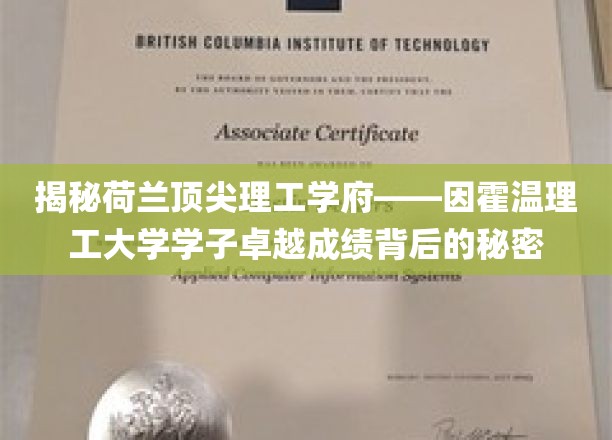 BRITISH COLUMBIA INSTITUTE OF TECHNOLOGY
THE BOARD OF GOVERNORS AND THE PRESIDENT,
BY THE AUTHORITY VESTED IN THEM, CERTIFY THAT THE
Associate Certificate
揭秘荷兰顶尖理工学府——因霍温理
工大学学子卓越成绩背后的秘密
Applied Computer Information Systems